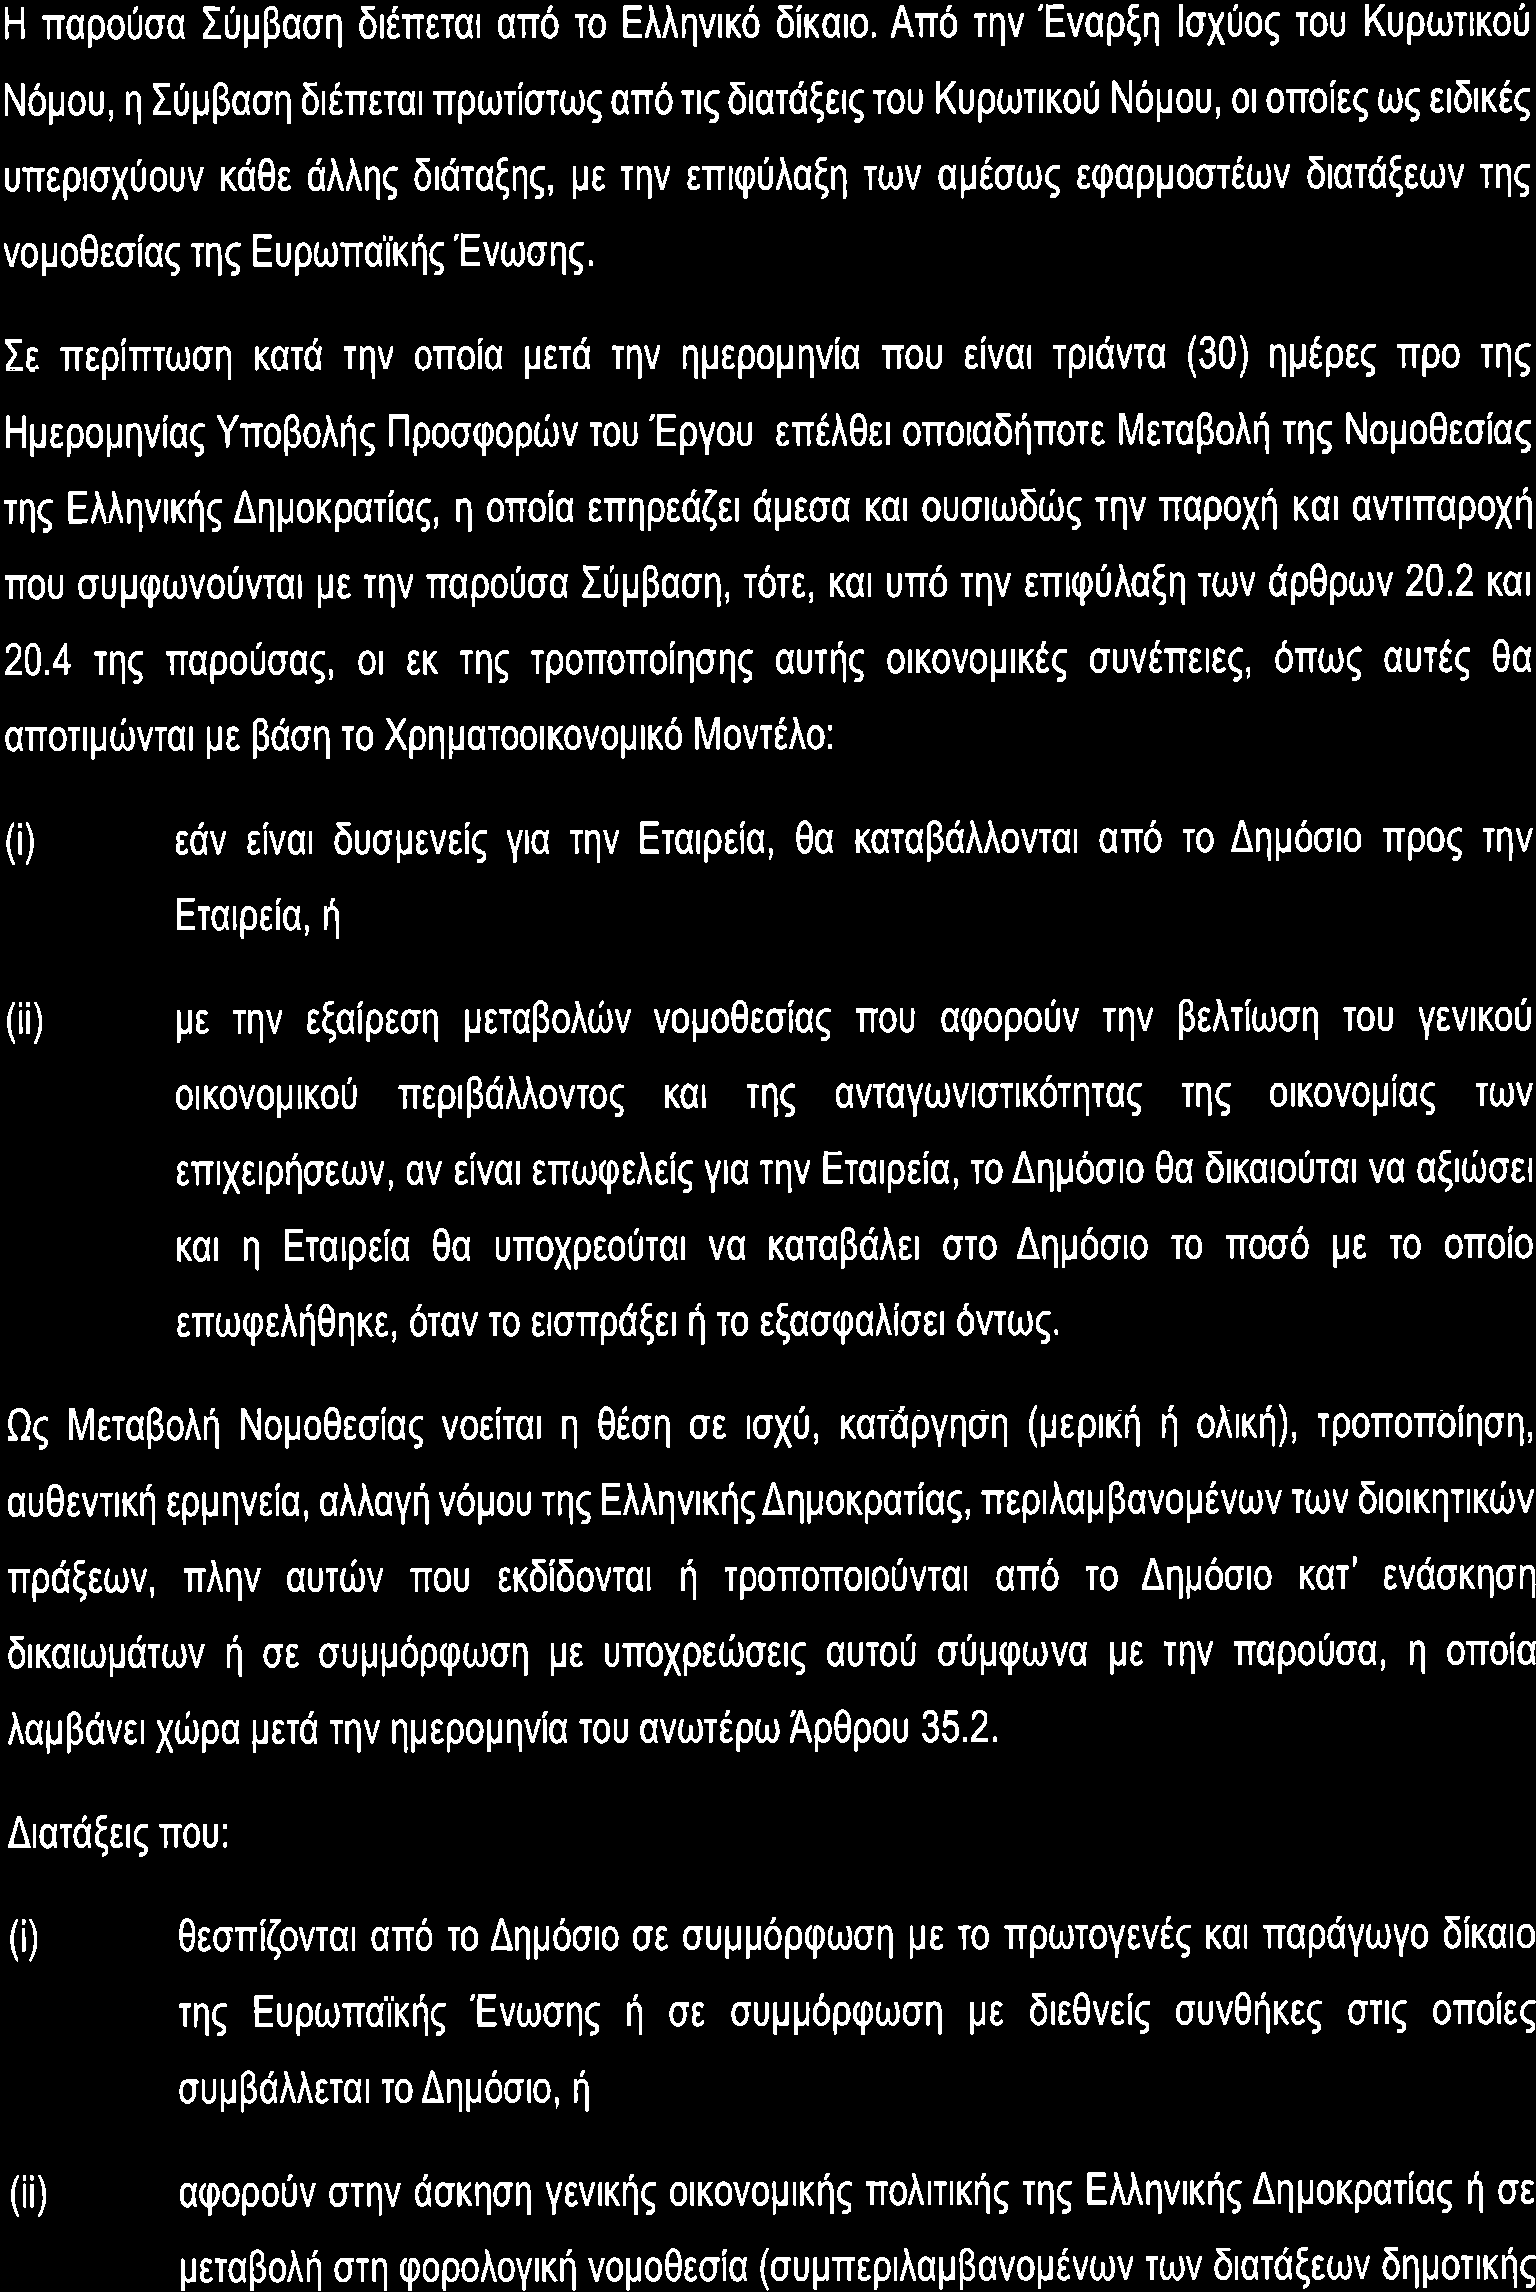 Η παρούσα Σύμβαση διέπεται από το Ελληνικό δίκαιο. Από την Έναρξη Ισχύος του Κυρωτικού
Νόμου, η Σύμβαση διέπεται πρωτίστως από τις διατάξεις του Κυρωτικού Νόμου, οι οποίες ως ειδικές
υπερισχύουν κάθε άλλης διάταξης, με την επιφύλαξη των αμέσως εφαρμοστέων διατάξεων της
νομοθεσίας της Ευρωπαϊκής Ένωσης.
Σε περίπτωση κατά την οποία μετά την ημερομηνία που είναι τριάντα (30) ημέρες προ της
Ημερομηνίας Υποβολής Προσφορών του Έργου επέλθει οποιαδήποτε Μεταβολή της Νομοθεσίας
της Ελληνικής Δημοκρατίας, η οποία επηρεάζει άμεσα και ουσιωδώς την παροχή και αντιπαροχή
που συμφωνούνται με την παρούσα Σύμβαση, τότε, και υπό την επιφύλαξη των άρθρων 20.2 και
20.4 της παρούσας, οι εκ της τροποποίησης αυτής οικονομικές συνέπειες, όπως αυτές θα
αποτιμώνται με βάση το Χρηματοοικονομικό Μοντέλο:
(i) εάν είναι δυσμενείς για την Εταιρεία, θα καταβάλλονται από το Δημόσιο προς την
Εταιρεία, ή
(ii) με την εξαίρεση μεταβολών νομοθεσίας που αφορούν την βελτίωση του γενικού
οικονομικού περιβάλλοντος και της ανταγωνιστικότητας της οικονομίας των
επιχειρήσεων, αν είναι επωφελείς για την Εταιρεία, το Δημόσιο θα δικαιούται να αξιώσει
και η Εταιρεία θα υποχρεούται να καταβάλει στο Δημόσιο το ποσό με το οποίο
επωφελήθηκε, όταν το εισπράξει ή το εξασφαλίσει όντως.
Ως Μεταβολή Νομοθεσίας νοείται η θέση σε ισχύ, κατάργηση (μερική ή ολική), τροποποίηση,
αυθεντική ερμηνεία, αλλαγή νόμου της Ελληνικής Δημοκρατίας, περιλαμβανομένων των διοικητικών
πράξεων, πλην αυτών που εκδίδονται ή τροποποιούνται από το Δημόσιο κατ' ενάσκηση
δικαιωμάτων ή σε συμμόρφωση με υποχρεώσεις αυτού σύμφωνα με την παρούσα, η οποία
λαμβάνει χώρα μετά την ημερομηνία του ανωτέρω Άρθρου 35.2.
Διατάξεις που:
(i) θεσπίζονται από το Δημόσιο σε συμμόρφωση με το πρωτογενές και παράγωγο δίκαιο
της Ευρωπαϊκής Ένωσης ή σε συμμόρφωση με διεθνείς συνθήκες στις οποίες
συμβάλλεται το Δημόσιο, ή
(ii) αφορούν στην άσκηση γενικής οικονομικής πολιτικής της Ελληνικής Δημοκρατίας ή σε
μεταβολή στη φορολογική νομοθεσία (συμπεριλαμβανομένων των διατάξεων δημοτικής